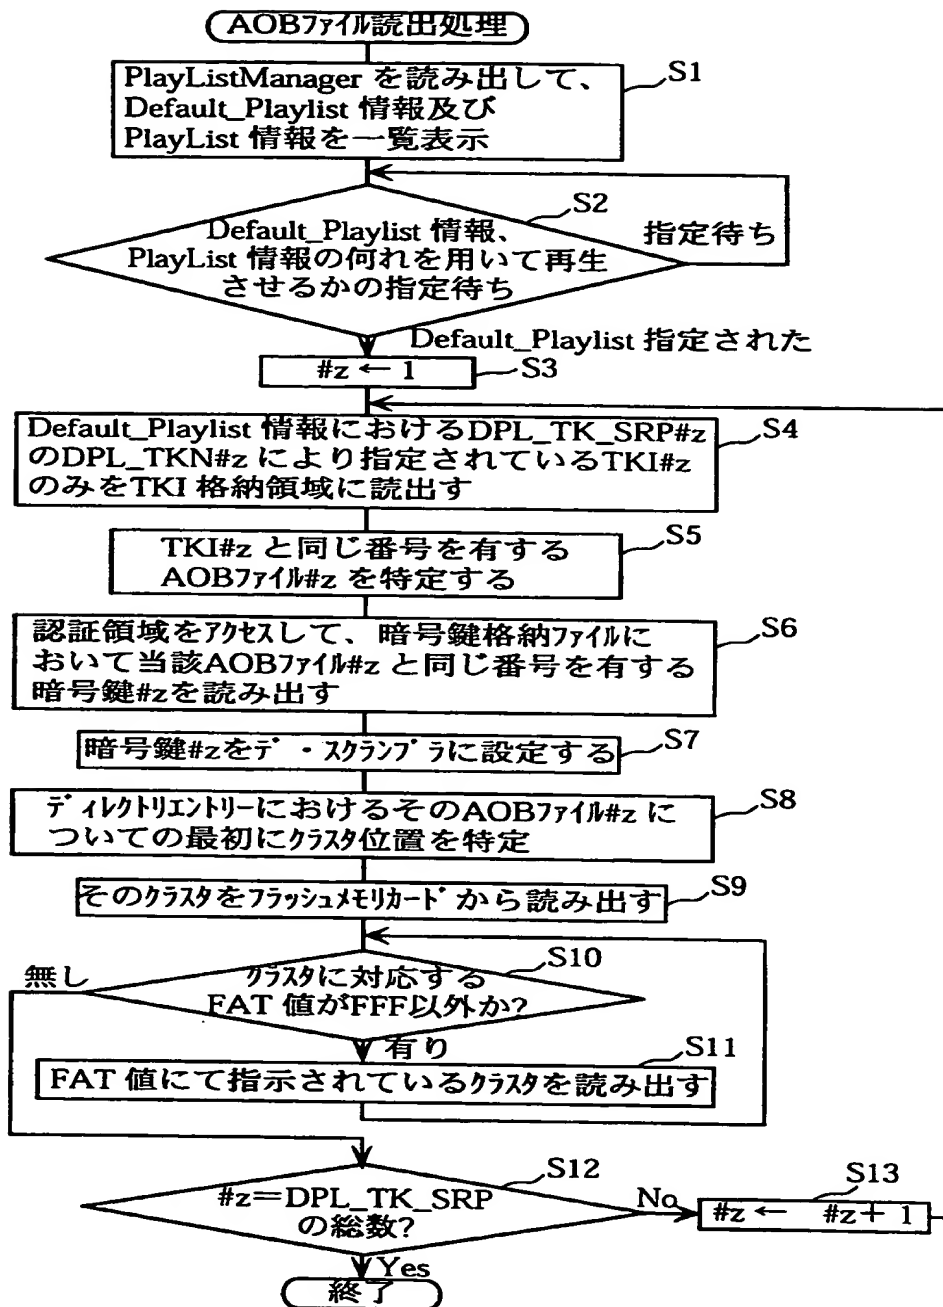 AOBファイル読出処理
S1
PlayListManager を読み出して、
Default_Playlist 情報及び
PlayList 情報を一覧表示
S2
Default_Playlist 情報、
PlayList 情報の何れを用いて再生
させるかの指定待ち
指定待ち
Default_Playlist 指定された
#z ← 1
S3
S4
Default_Playlist 情報におけるDPL_TK_SRP#z
のDPL_TKN#z により指定されているTKI#z
のみをTKI 格納領域に読出す
S5
TKI#z と同じ番号を有する
AOBファイル#z を特定する
S6
認証領域をアクセスして、暗号鍵格納ファイルに
おいて当該AOBファイル#z と同じ番号を有する
暗号鍵#zを読み出す
S7
暗号鍵#zをデ・スクランブラに設定する
S8
ディレクトリエントリーにおけるそのAOBファイル#z に
ついての最初にクラスタ位置を特定
S9
そのクラスタをフラッシュメモリカードから読み出す
S10
無し
クラスタに対応する
FAT 値がFFF以外か?
有り
S11
FAT 値にて指示されているクラスタを読み出す
S12
#z＝DPL_TK_SRP
の総数?
No
S13
#z ← #z＋ 1
Yes
終了